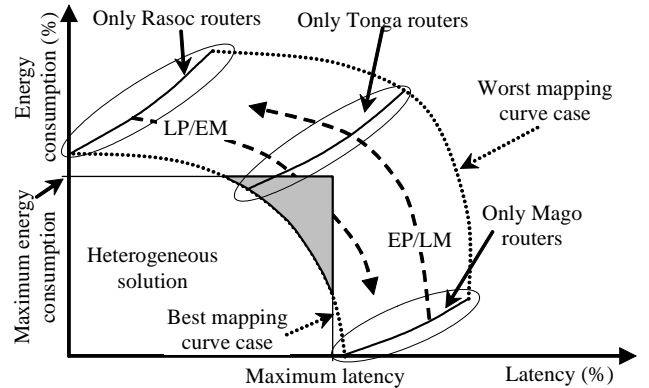 Energy
consumption (%)
Only Rasoc routers
Only Tonga routers
Worst mapping
curve case
LP/EM
Maximum energy
consumption
Only Mago
routers
EP/LM
Heterogeneous
solution
Best mapping
curve case
Maximum latency
Latency (%)